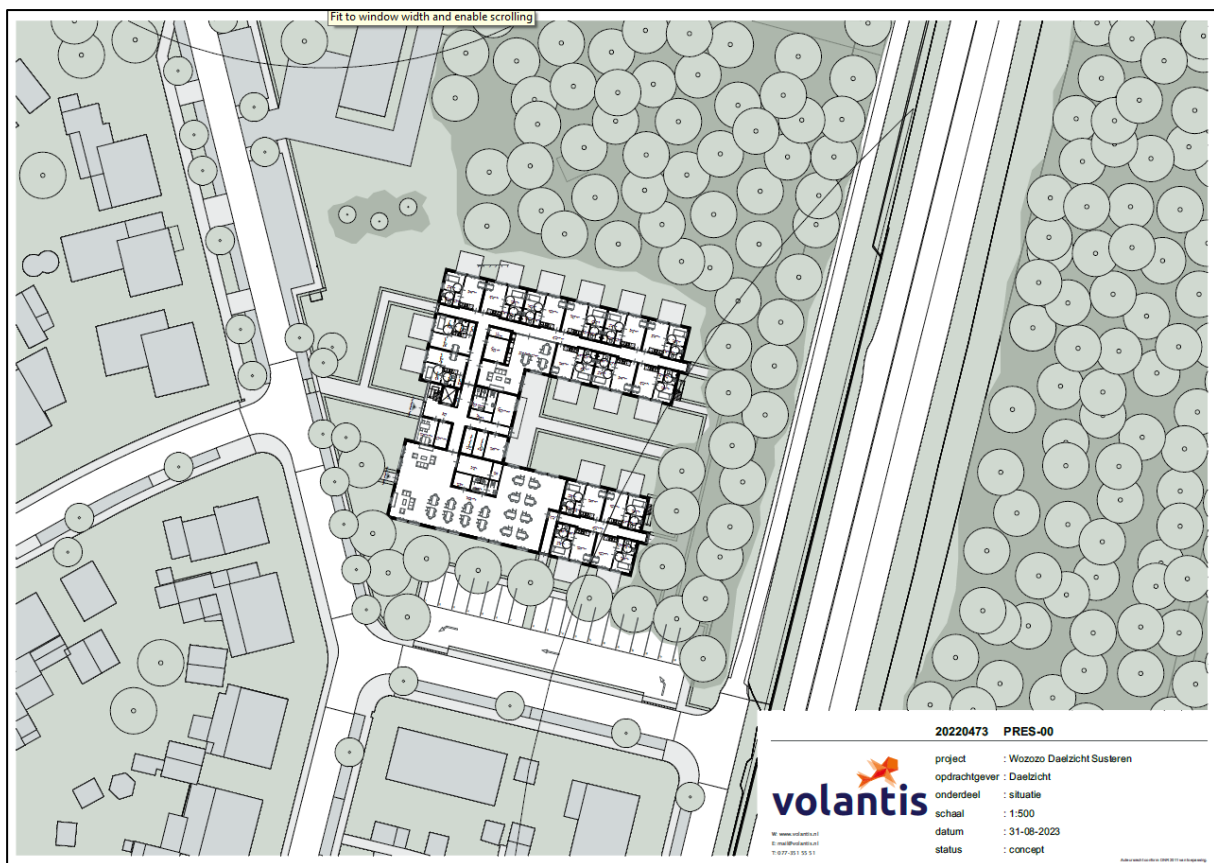 Fit to window width and enable scrolling
20220473 PRES-00
project : Wozozo Daelzicht Susteren
opdrachtgever : Daelzicht
onderdeel : situatie
schaal : 1:500
datum : 31-08-2023
status : concept
volantis
W: www.volantis.nl
E: mail@volantis.nl
T: 077-351 55 51